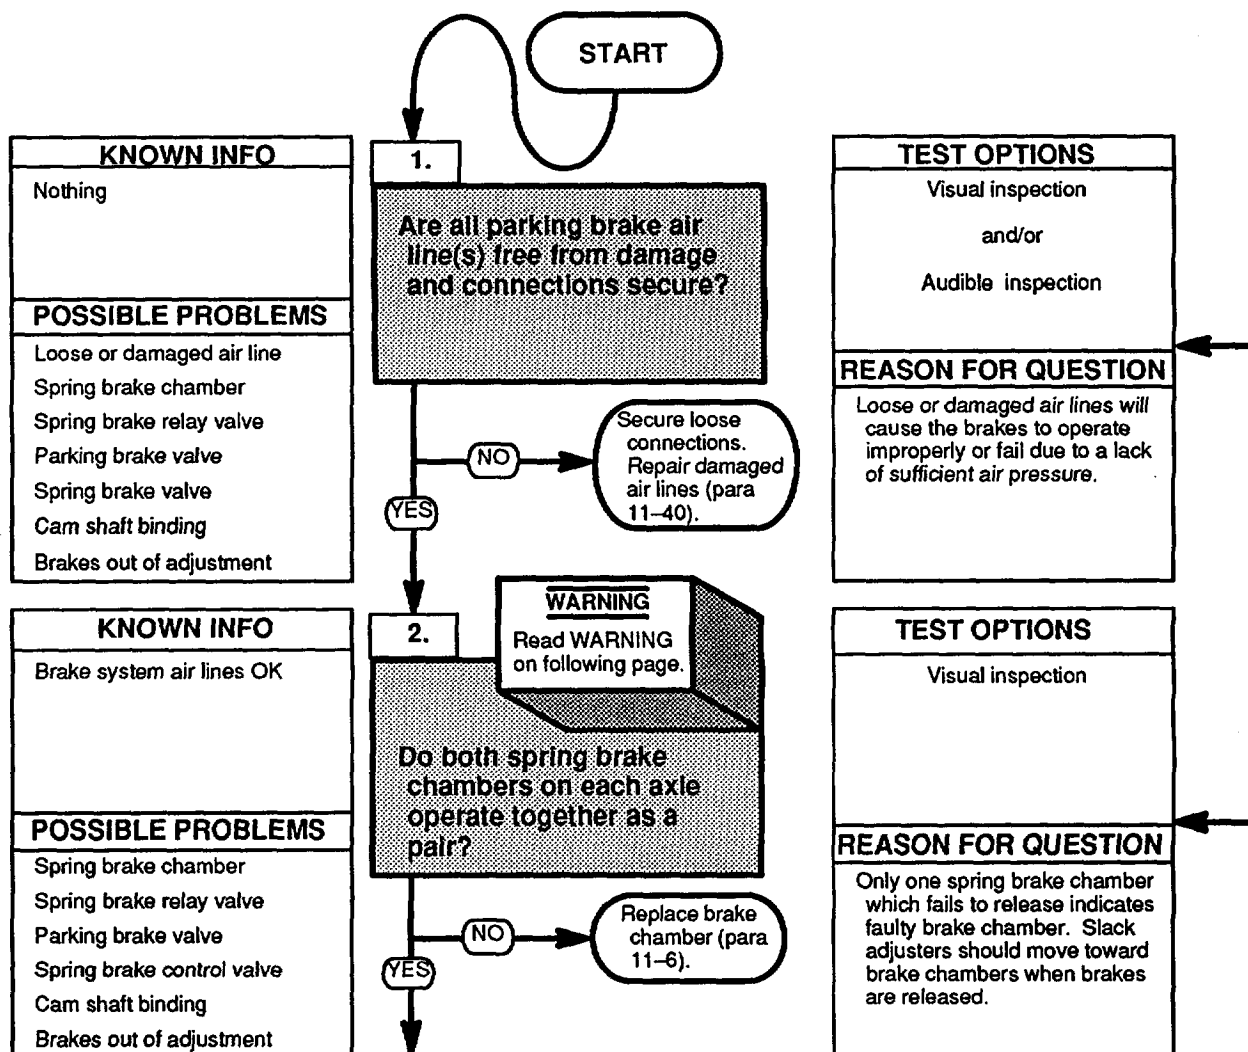 START
KNOWN INFO
Nothing
POSSIBLE PROBLEMS
Loose or damaged air line
Spring brake chamber
Spring brake relay valve
Parking brake valve
Spring brake valve
Cam shaft binding
Brakes out of adjustment
1.
Are all parking brake air
line(s) free from damage
and connections secure?
NO
Secure loose
connections.
Repair damaged
air lines (para
11–40).
YES
TEST OPTIONS
Visual inspection
and/or
Audible inspection
REASON FOR QUESTION
Loose or damaged air lines will
cause the brakes to operate
improperly or fail due to a lack
of sufficient air pressure.
KNOWN INFO
Brake system air lines OK
POSSIBLE PROBLEMS
Spring brake chamber
Spring brake relay valve
Parking brake valve
Spring brake control valve
Cam shaft binding
Brakes out of adjustment
2.
WARNING
Read WARNING
on following page.
Do both spring brake
chambers on each axle
operate together as a
pair?
NO
Replace brake
chamber (para
11–6).
YES
TEST OPTIONS
Visual inspection
REASON FOR QUESTION
Only one spring brake chamber
which fails to release indicates
faulty brake chamber. Slack
adjusters should move toward
brake chambers when brakes
are released.